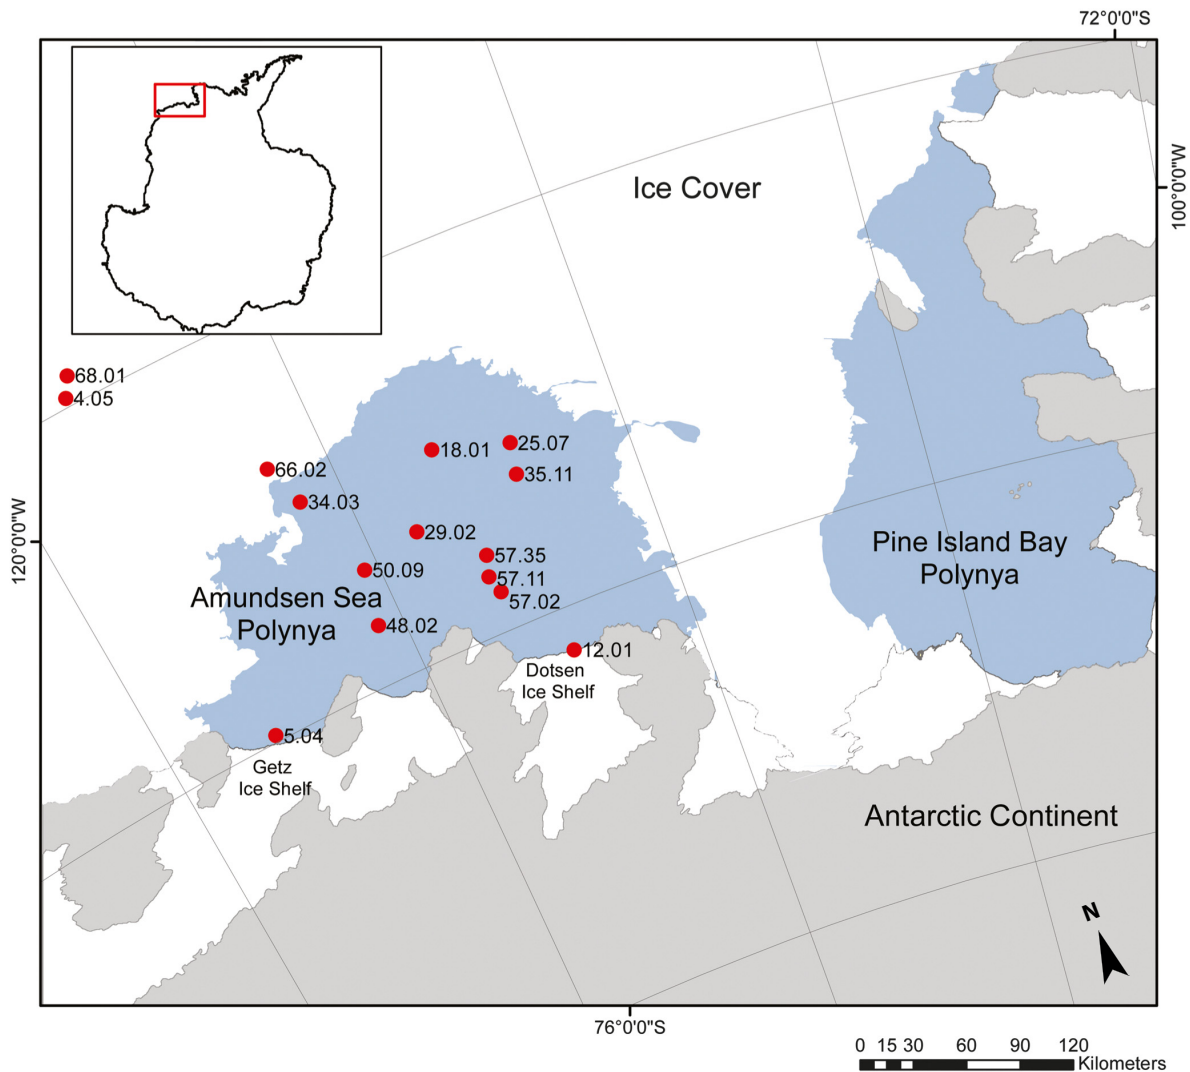 72°0'0"S
Ice Cover
100°0'0"W
68.01
4.05
18.01
25.07
66.02
35.11
34.03
29.02
120°0'0"W
57.35
Pine Island Bay
Polynya
50.09
57.11
Amundsen Sea
Polynya
57.02
48.02
12.01
Dotsen
Ice Shelf
5.04
Getz
Ice Shelf
Antarctic Continent
N
76°0'0"S
0 15 30 60 90 120
Kilometers